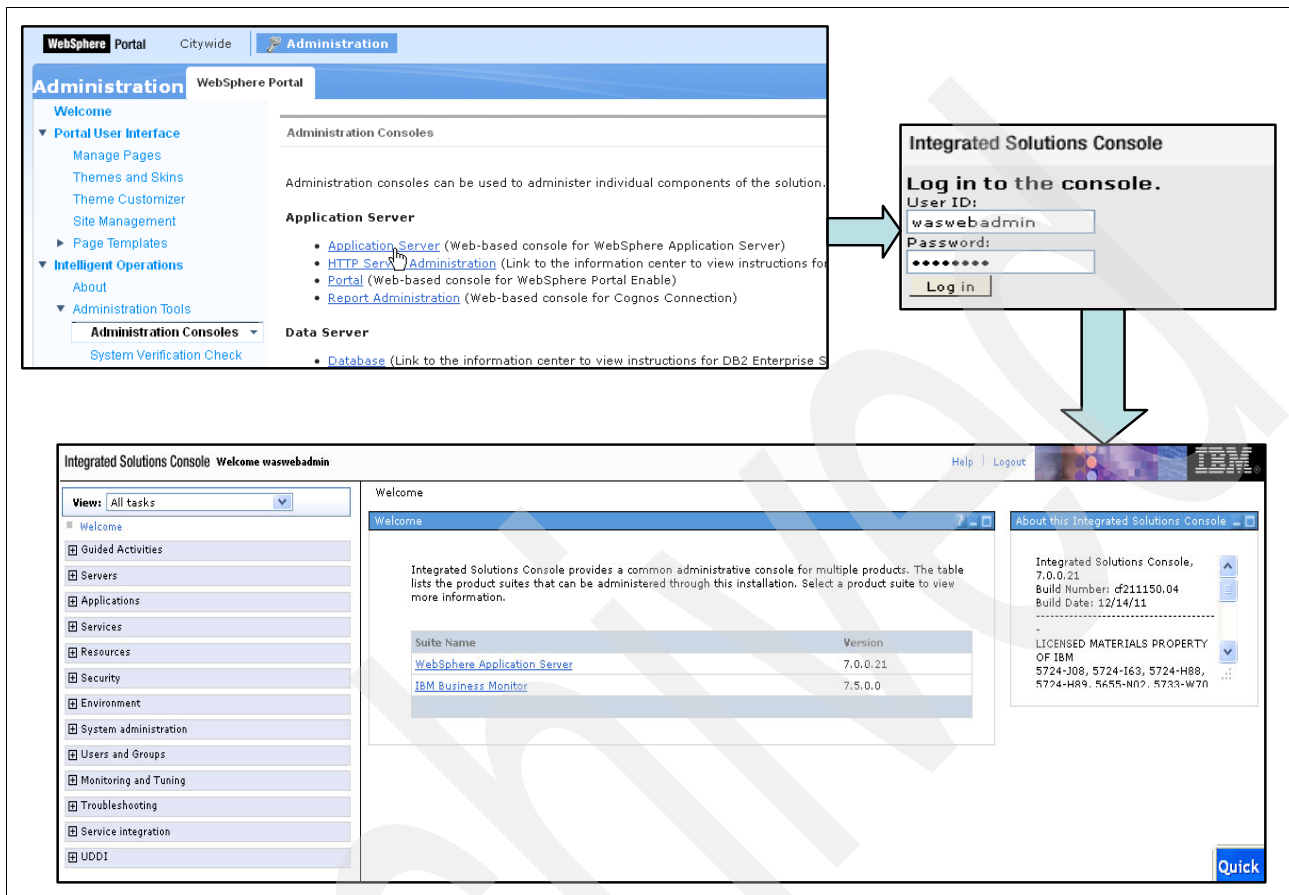 WebSphere Portal Citywide Administration
Administration WebSphere Portal
Welcome
Portal User Interface
Manage Pages
Themes and Skins
Theme Customizer
Site Management
Page Templates
Intelligent Operations
About
Administration Tools
Administration Consoles
System Verification Check
Administration Consoles
Administration consoles can be used to administer individual components of the solution.
Application Server
• Application Server (Web-based console for WebSphere Application Server)
• HTTP Server Administration (Link to the information center to view instructions for
• Portal (Web-based console for WebSphere Portal Enable)
• Report Administration (Web-based console for Cognos Connection)
Data Server
• Database (Link to the information center to view instructions for DB2 Enterprise S
Integrated Solutions Console
Log in to the console.
User ID:
waswebadmin
Password:
••••••••
Log in
Integrated Solutions Console Welcome waswebadmin
Help | Logout
IBM®
View: All tasks
Welcome
Guided Activities
Servers
Applications
Services
Resources
Security
Environment
System administration
Users and Groups
Monitoring and Tuning
Troubleshooting
Service integration
UDDI
Welcome
Welcome
Integrated Solutions Console provides a common administrative console for multiple products. The table
lists the product suites that can be administered through this installation. Select a product suite to view
more information.
Suite Name Version
WebSphere Application Server 7.0.0.21
IBM Business Monitor 7.5.0.0
About this Integrated Solutions Console
Integrated Solutions Console,
7.0.0.21
Build Number: cf211150.04
Build Date: 12/14/11
----------------------------------------
-
LICENSED MATERIALS PROPERTY
OF IBM
5724-J08, 5724-I63, 5724-H88,
5724-H89, 5655-N02, 5733-W70
Quick